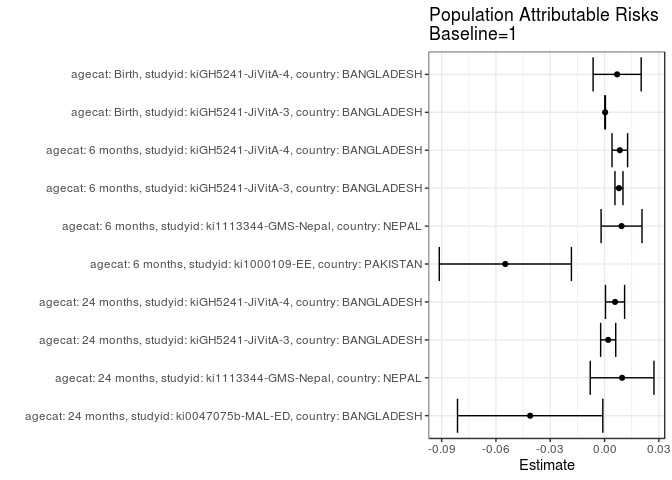 Population Attributable Risks
Baseline=1
agecat: Birth, studyid: kiGH5241-JiVitA-4, country: BANGLADESH
agecat: Birth, studyid: kiGH5241-JiVitA-3, country: BANGLADESH
agecat: 6 months, studyid: kiGH5241-JiVitA-4, country: BANGLADESH
agecat: 6 months, studyid: kiGH5241-JiVitA-3, country: BANGLADESH
agecat: 6 months, studyid: ki1113344-GMS-Nepal, country: NEPAL
agecat: 6 months, studyid: ki1000109-EE, country: PAKISTAN
agecat: 24 months, studyid: kiGH5241-JiVitA-4, country: BANGLADESH
agecat: 24 months, studyid: kiGH5241-JiVitA-3, country: BANGLADESH
agecat: 24 months, studyid: ki1113344-GMS-Nepal, country: NEPAL
agecat: 24 months, studyid: ki0047075b-MAL-ED, country: BANGLADESH
-0.09 -0.06 -0.03 0.00 0.03
Estimate